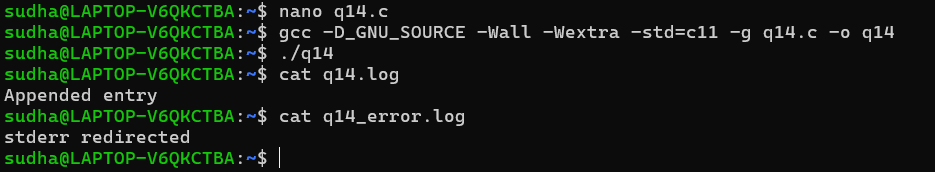 sudha@LAPTOP-V6QKCTBA:~$ nano q14.c
sudha@LAPTOP-V6QKCTBA:~$ gcc -D_GNU_SOURCE -Wall -Wextra -std=c11 -g q14.c -o q14
sudha@LAPTOP-V6QKCTBA:~$ ./q14
sudha@LAPTOP-V6QKCTBA:~$ cat q14.log
Appended entry
sudha@LAPTOP-V6QKCTBA:~$ cat q14_error.log
stderr redirected
sudha@LAPTOP-V6QKCTBA:~$